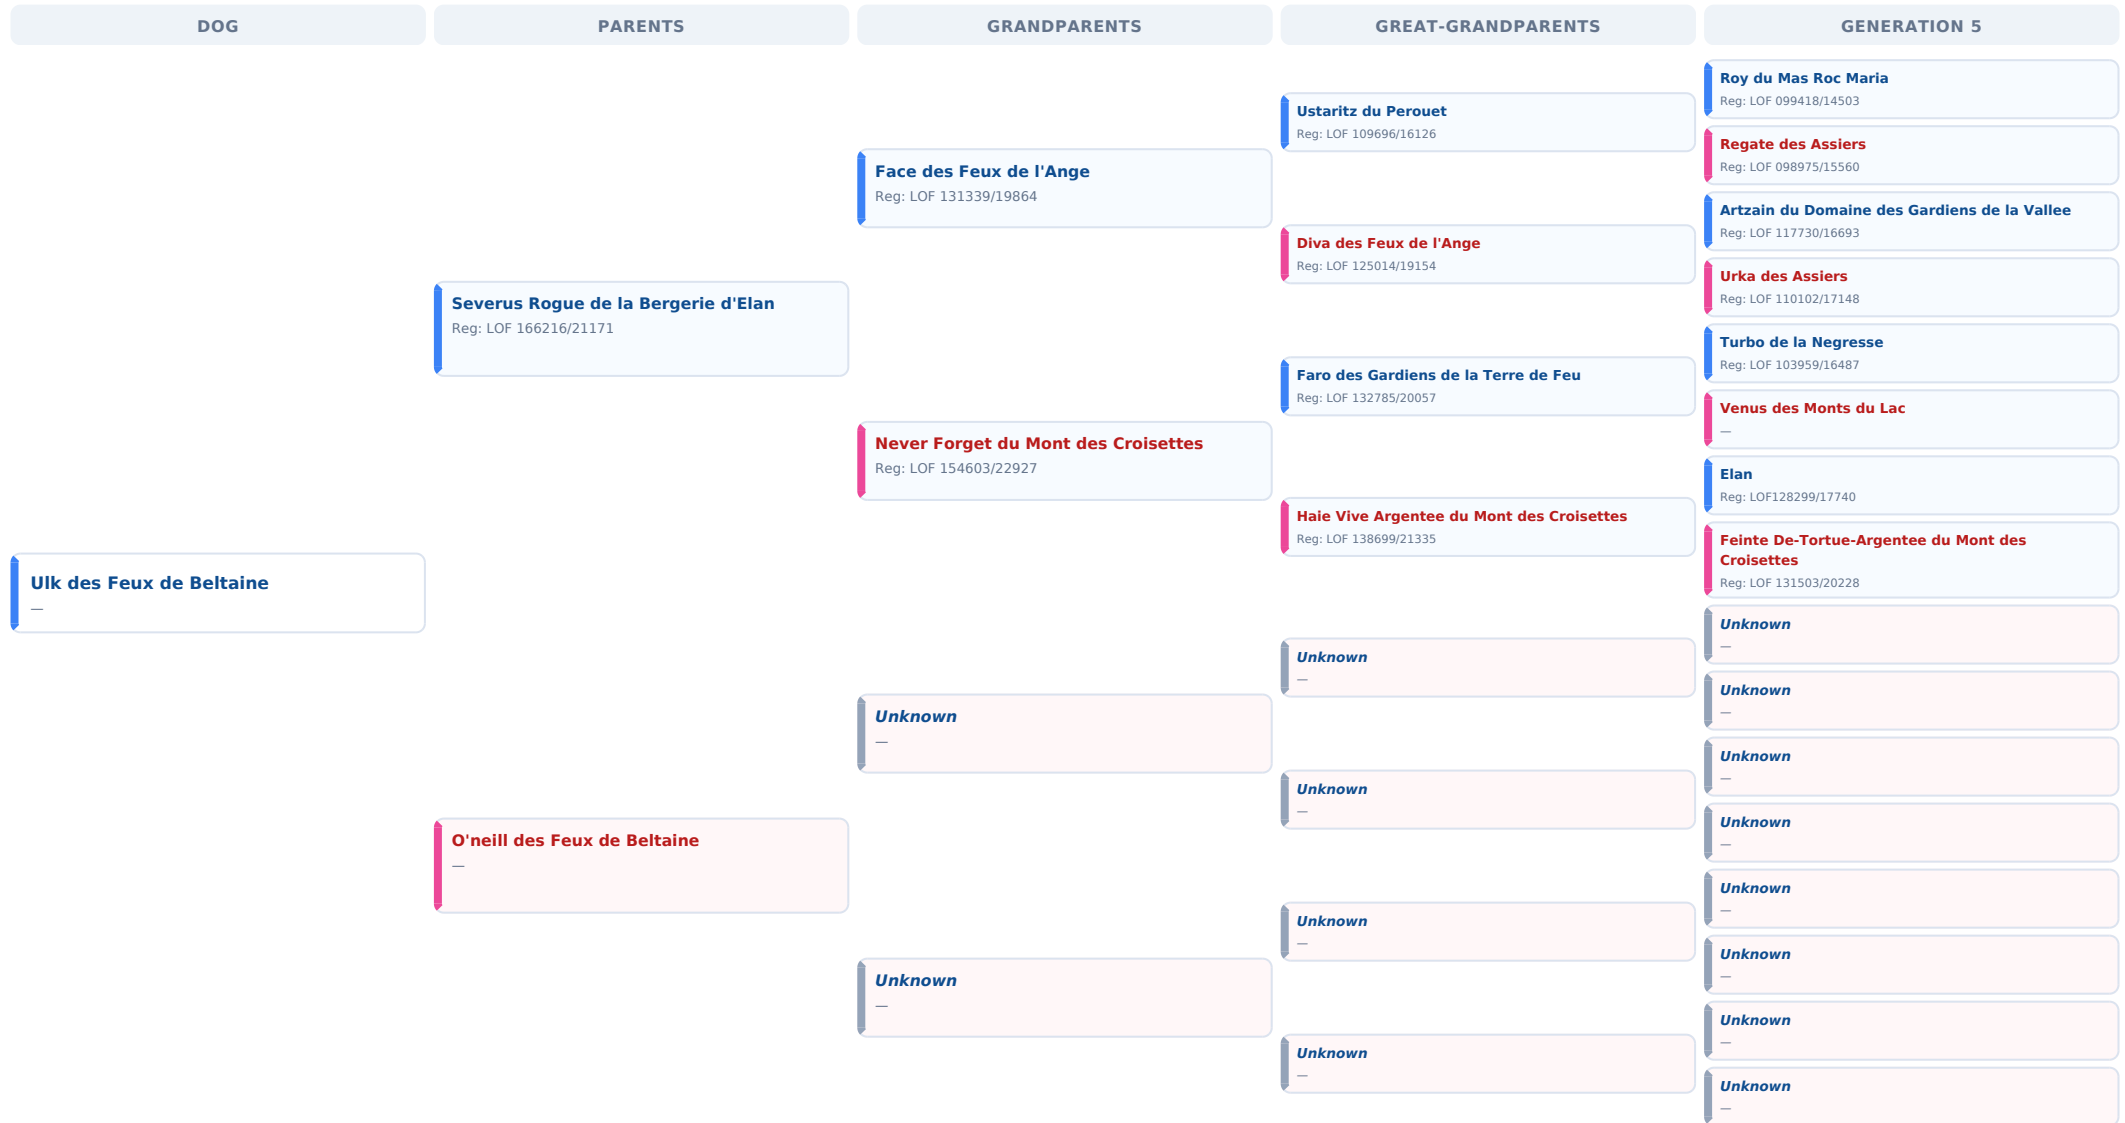 DOG
PARENTS
GRANDPARENTS
GREAT-GRANDPARENTS
GENERATION 5
Ulk des Feux de Beltaine
—
Severus Rogue de la Bergerie d'Elan
Reg: LOF 166216/21171
O'neill des Feux de Beltaine
—
Face des Feux de l'Ange
Reg: LOF 131339/19864
Never Forget du Mont des Croisettes
Reg: LOF 154603/22927
Unknown
—
Unknown
—
Ustaritz du Perouet
Reg: LOF 109696/16126
Diva des Feux de l'Ange
Reg: LOF 125014/19154
Faro des Gardiens de la Terre de Feu
Reg: LOF 132785/20057
Haie Vive Argentee du Mont des Croisettes
Reg: LOF 138699/21335
Unknown
—
Unknown
—
Unknown
—
Unknown
—
Roy du Mas Roc Maria
Reg: LOF 099418/14503
Regate des Assiers
Reg: LOF 098975/15560
Artzain du Domaine des Gardiens de la Vallee
Reg: LOF 117730/16693
Urka des Assiers
Reg: LOF 110102/17148
Turbo de la Negresse
Reg: LOF 103959/16487
Venus des Monts du Lac
—
Elan
Reg: LOF128299/17740
Feinte De-Tortue-Argentee du Mont des
Croisettes
Reg: LOF 131503/20228
Unknown
—
Unknown
—
Unknown
—
Unknown
—
Unknown
—
Unknown
—
Unknown
—
Unknown
—